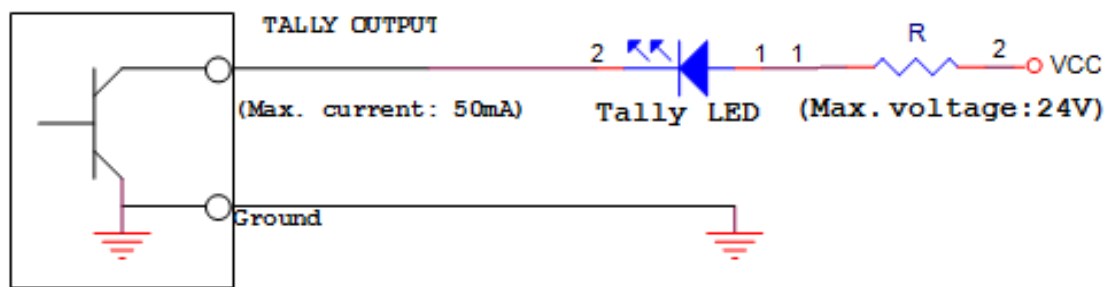 TALLY OUTPUT
R
2
1 1
2
VCC
(Max. current: 50mA)
Tally LED
(Max.voltage:24V)
Ground